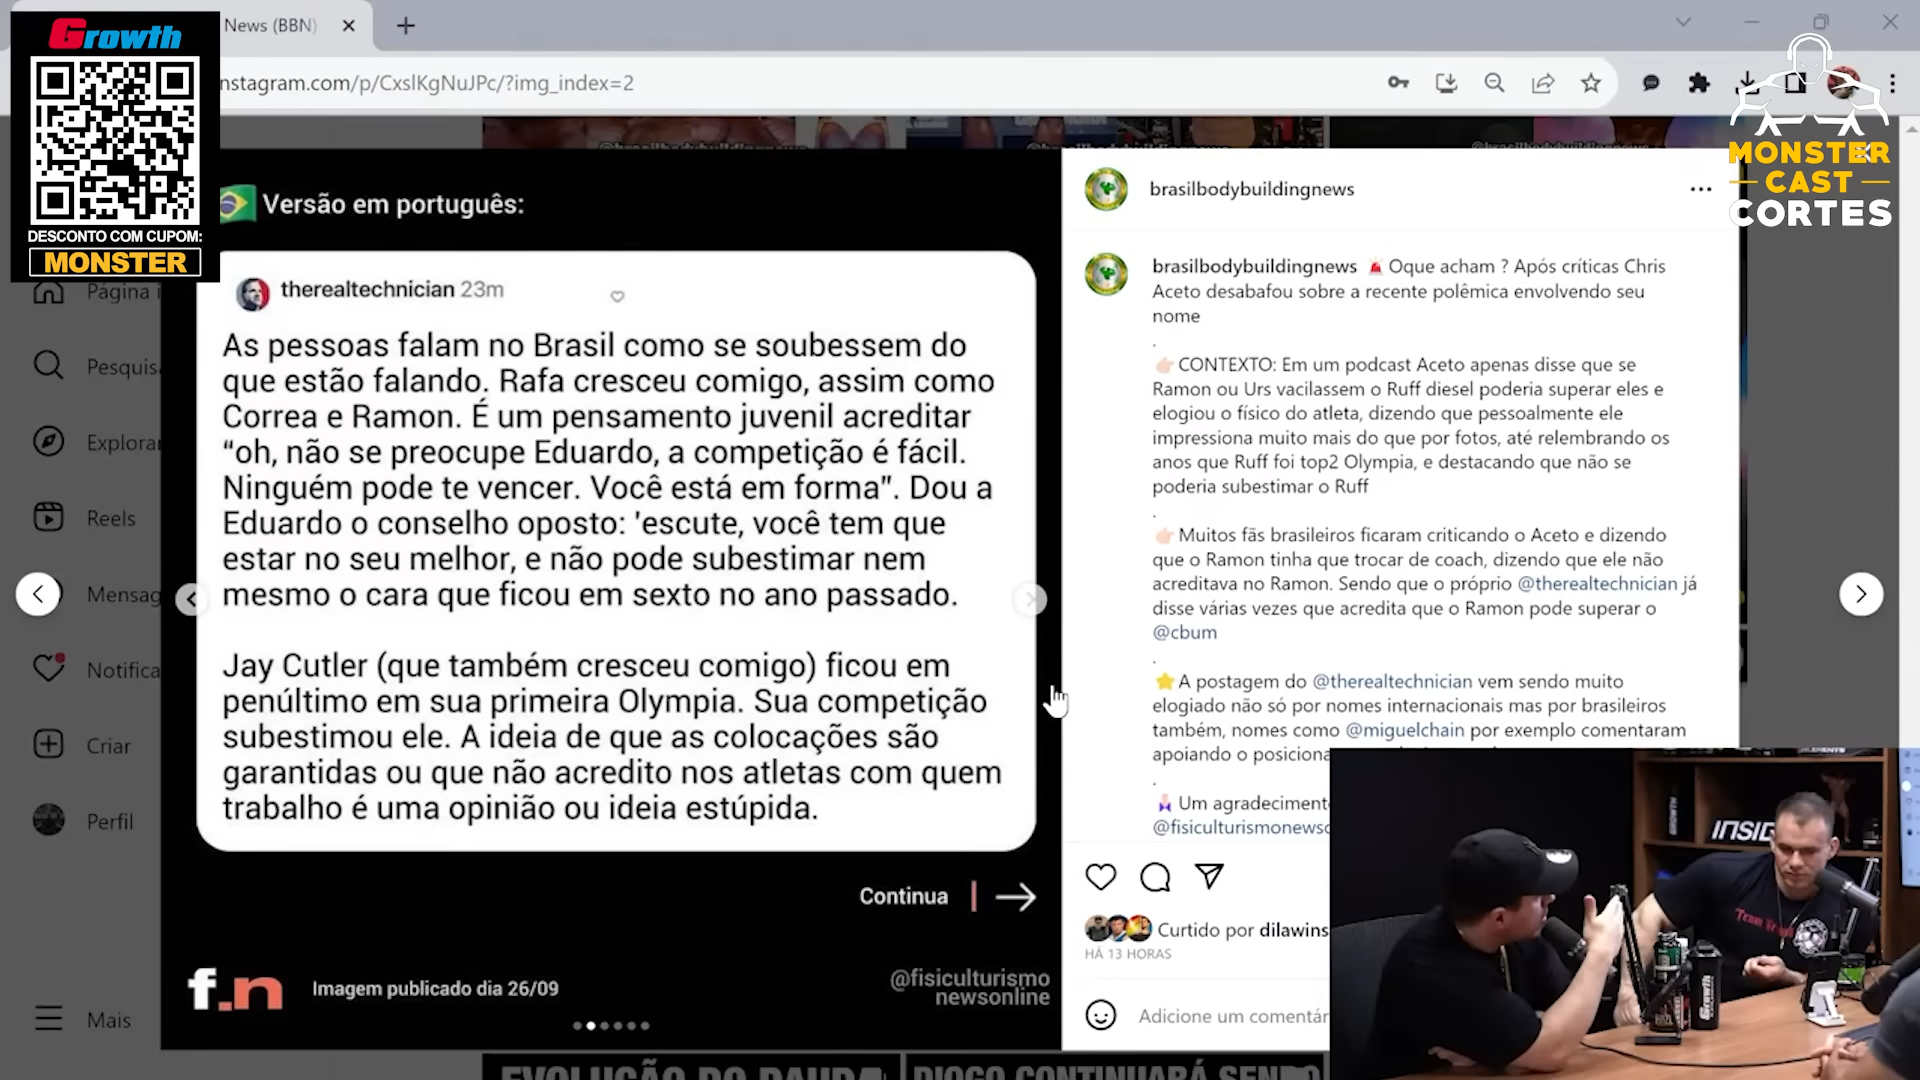 Growth
News (BBN)
nstagram.com/p/CxslKgNuJPc/?img_index=2
DESCONTO COM CUPOM:
MONSTER
MONSTER
CAST
CORTES
Página i
Pesquis
Explorar
Reels
Mensag
Notifica
Criar
Perfil
Mais
Versão em português:
therealtechnician 23m
As pessoas falam no Brasil como se soubessem do
que estão falando. Rafa cresceu comigo, assim como
Correa e Ramon. É um pensamento juvenil acreditar
“oh, não se preocupe Eduardo, a competição é fácil.
Ninguém pode te vencer. Você está em forma”. Dou a
Eduardo o conselho oposto: 'escute, você tem que
estar no seu melhor, e não pode subestimar nem
mesmo o cara que ficou em sexto no ano passado.
Jay Cutler (que também cresceu comigo) ficou em
penúltimo em sua primeira Olympia. Sua competição
subestimou ele. A ideia de que as colocações são
garantidas ou que não acredito nos atletas com quem
trabalho é uma opinião ou ideia estúpida.
Continua
f.n
Imagem publicado dia 26/09
@fisiculturismo
newsonline
brasilbodybuildingnews
brasilbodybuildingnews 🚨 Oque acham ? Após críticas Chris
Aceto desabafou sobre a recente polêmica envolvendo seu
nome
.
👉🏻 CONTEXTO: Em um podcast Aceto apenas disse que se
Ramon ou Urs vacilassem o Ruff diesel poderia superar eles e
elogiou o físico do atleta, dizendo que pessoalmente ele
impressiona muito mais do que por fotos, até relembrando os
anos que Ruff foi top2 Olympia, e destacando que não se
poderia subestimar o Ruff
.
👉🏻 Muitos fãs brasileiros ficaram criticando o Aceto e dizendo
que o Ramon tinha que trocar de coach, dizendo que ele não
acreditava no Ramon. Sendo que o próprio @therealtechnician já
disse várias vezes que acredita que o Ramon pode superar o
@cbum
.
⭐ A postagem do @therealtechnician vem sendo muito
elogiado não só por nomes internacionais mas por brasileiros
também, nomes como @miguelchain por exemplo comentaram
apoiando o posiciona
.
Um agradeciment
@fisiculturismonewso
Curtido por dilawins
HÁ 13 HORAS
Adicione um comentár
INSID
Growth
EVOLUÇÃO DO DAUDA
DIOGO CONTINUARÁ SEND